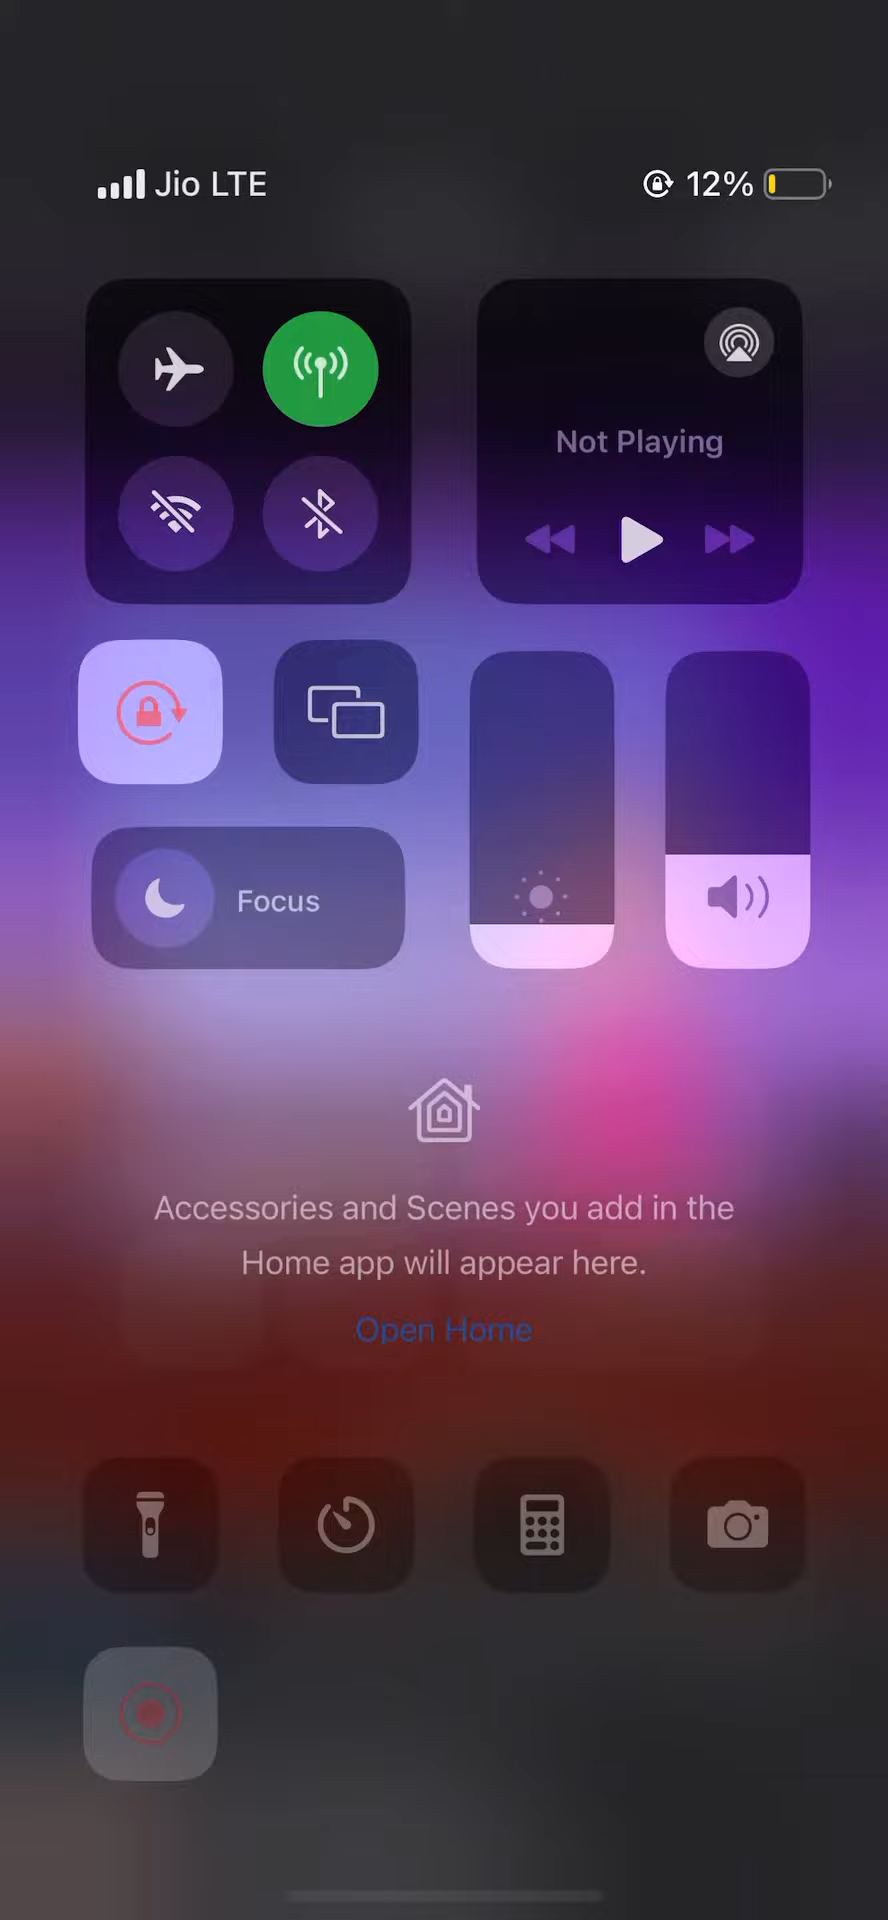 Jio LTE
12%
Not Playing
Focus
Accessories and Scenes you add in the
Home app will appear here.
Open Home